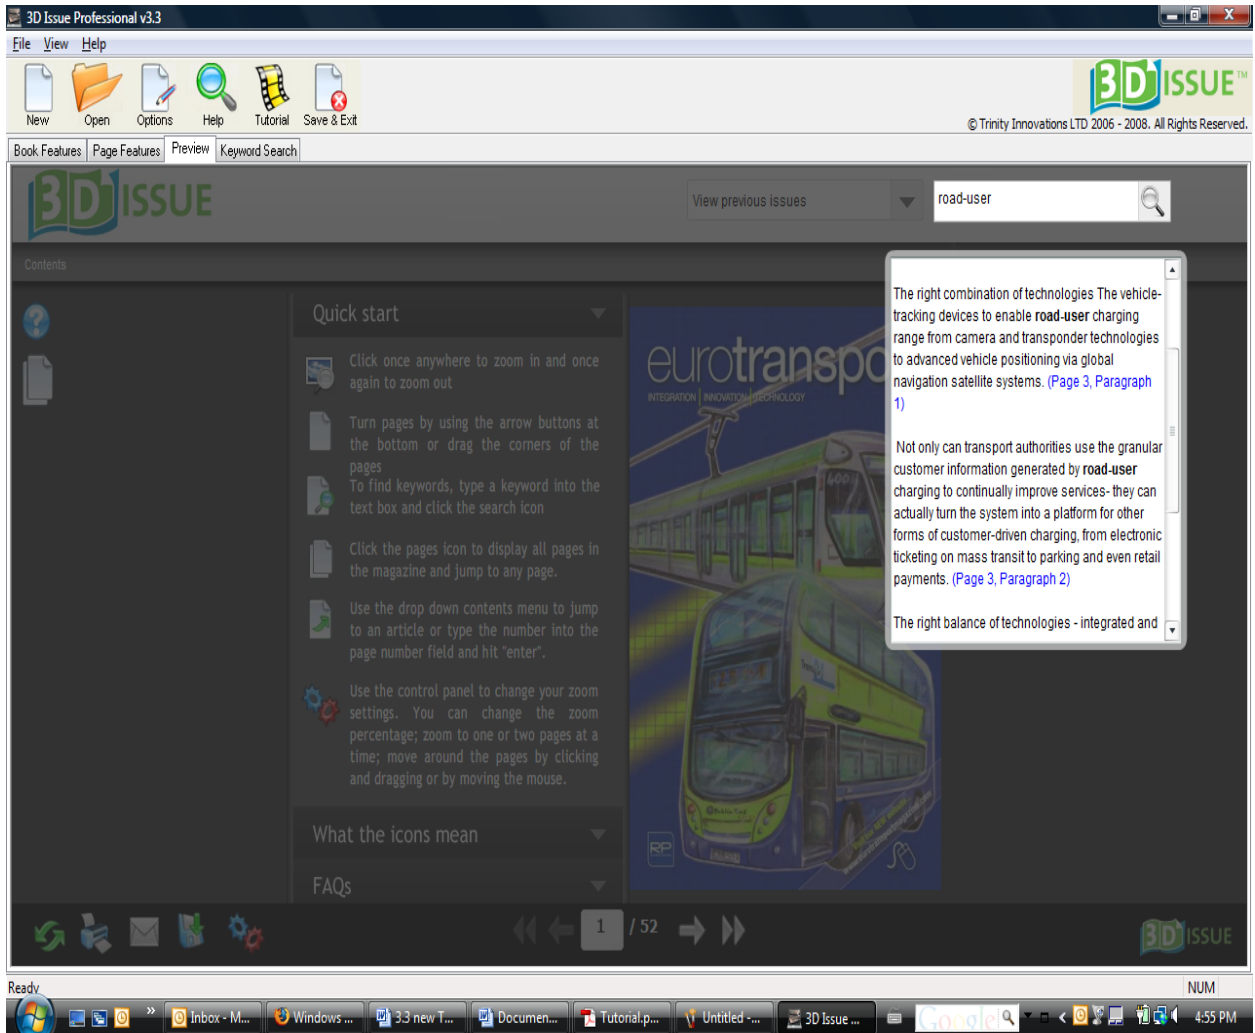 3D Issue Professional v3.3
File View Help
New Open Options Help Tutorial Save & Exit
3D ISSUE™
© Trinity Innovations LTD 2006 - 2008. All Rights Reserved.
Book Features Page Features Preview Keyword Search
3D ISSUE
View previous issues
road-user
Contents
Quick start
Click once anywhere to zoom in and once
again to zoom out
Turn pages by using the arrow buttons at
the bottom or drag the corners of the
pages
To find keywords, type a keyword into the
text box and click the search icon
Click the pages icon to display all pages in
the magazine and jump to any page.
Use the drop down contents menu to jump
to an article or type the number into the
page number field and hit "enter".
Use the control panel to change your zoom
settings. You can change the zoom
percentage; zoom to one or two pages at a
time; move around the pages by clicking
and dragging or by moving the mouse.
What the icons mean
FAQs
eurotranspo
INTEGRATION | INNOVATION | TECHNOLOGY
400
RP
The right combination of technologies The vehicle-
tracking devices to enable road-user charging
range from camera and transponder technologies
to advanced vehicle positioning via global
navigation satellite systems. (Page 3, Paragraph
1)
Not only can transport authorities use the granular
customer information generated by road-user
charging to continually improve services- they can
actually turn the system into a platform for other
forms of customer-driven charging, from electronic
ticketing on mass transit to parking and even retail
payments. (Page 3, Paragraph 2)
The right balance of technologies - integrated and
1 / 52
3D ISSUE
Ready NUM
Inbox - M... Windows ... 3.3 new T... Documen... Tutorial.p... Untitled -... 3D Issue ... Google 4:55 PM